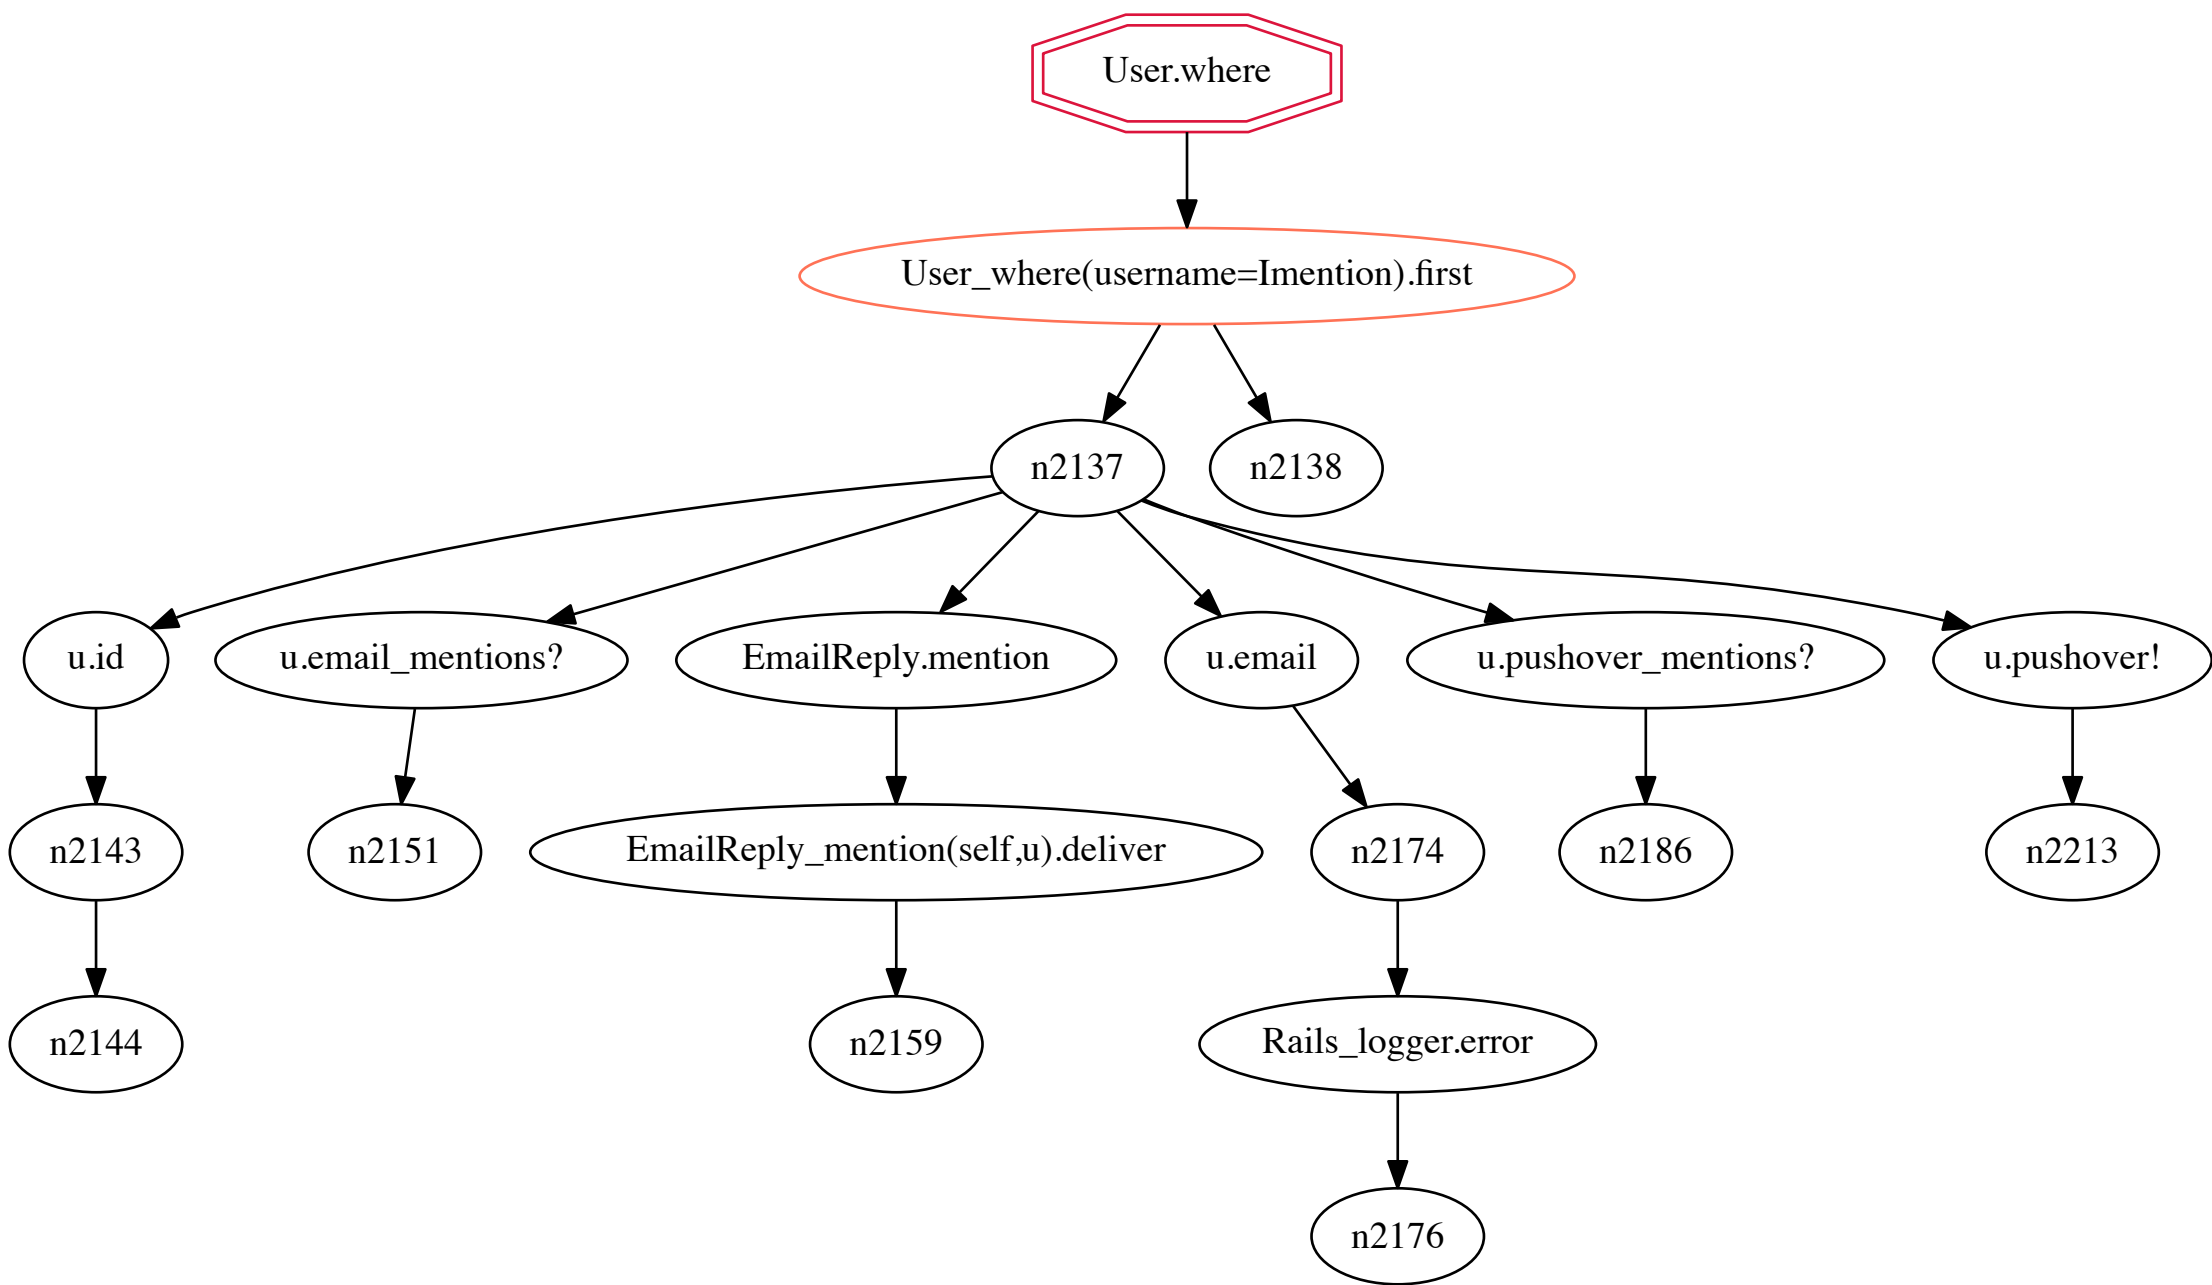 User.where
User_where(username=Imention).first
n2137
n2138
u.id
u.email_mentions?
EmailReply.mention
u.email
u.pushover_mentions?
u.pushover!
n2143
n2151
EmailReply_mention(self,u).deliver
n2174
n2186
n2213
n2144
n2159
Rails_logger.error
n2176